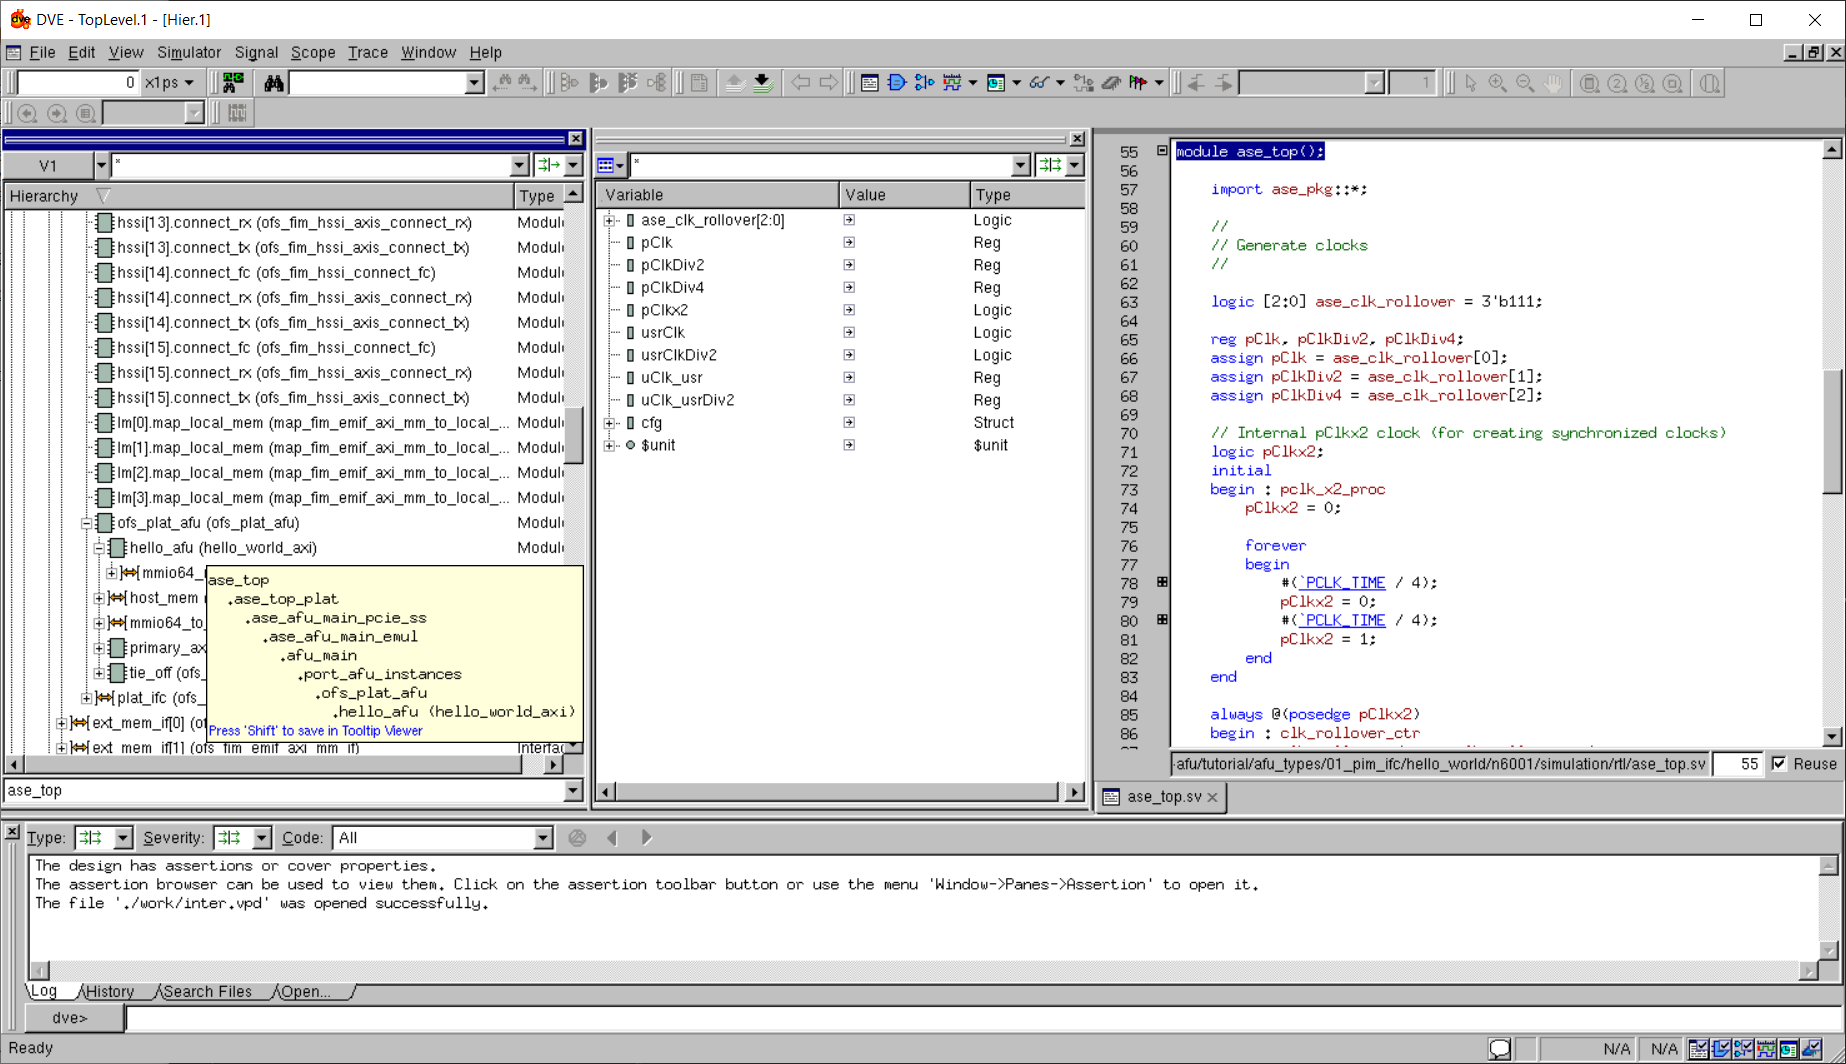 DVE - TopLevel.1 - [Hier.1]
File Edit View Simulator Signal Scope Trace Window Help
0 x1ps
1
V1 *
Hierarchy Type
hssi[13].connect_rx (ofs_fim_hssi_axis_connect_rx) Modul
hssi[13].connect_tx (ofs_fim_hssi_axis_connect_tx) Modul
hssi[14].connect_fc (ofs_fim_hssi_connect_fc) Modul
hssi[14].connect_rx (ofs_fim_hssi_axis_connect_rx) Modul
hssi[14].connect_tx (ofs_fim_hssi_axis_connect_tx) Modul
hssi[15].connect_fc (ofs_fim_hssi_connect_fc) Modul
hssi[15].connect_rx (ofs_fim_hssi_axis_connect_rx) Modul
hssi[15].connect_tx (ofs_fim_hssi_axis_connect_tx) Modul
lm[0].map_local_mem (map_fim_emif_axi_mm_to_local_... Modul
lm[1].map_local_mem (map_fim_emif_axi_mm_to_local_... Modul
lm[2].map_local_mem (map_fim_emif_axi_mm_to_local_... Modul
lm[3].map_local_mem (map_fim_emif_axi_mm_to_local_... Modul
ofs_plat_afu (ofs_plat_afu) Modul
hello_afu (hello_world_axi) Modul
mmio64_
host_mem
mmio64_to_
primary_ax
tie_off (ofs_
plat_ifc (ofs_
ext_mem_if[0] (of
ext_mem_if[1] (ofs_fim_emif_axi_mm_if) Interfac
ase_top
.ase_top_plat
.ase_afu_main_pcie_ss
.ase_afu_main_emul
.afu_main
.port_afu_instances
.ofs_plat_afu
.hello_afu (hello_world_axi)
Press 'Shift' to save in Tooltip Viewer
ase_top
*
Variable Value Type
ase_clk_rollover[2:0] Logic
pClk Reg
pClkDiv2 Reg
pClkDiv4 Reg
pClkx2 Logic
usrClk Logic
usrClkDiv2 Logic
uClk_usr Reg
uClk_usrDiv2 Reg
cfg Struct
$unit $unit
55 module ase_top();
56
57 import ase_pkg::*;
58
59 //
60 // Generate clocks
61 //
62
63 logic [2:0] ase_clk_rollover = 3'b111;
64
65 reg pClk, pClkDiv2, pClkDiv4;
66 assign pClk = ase_clk_rollover[0];
67 assign pClkDiv2 = ase_clk_rollover[1];
68 assign pClkDiv4 = ase_clk_rollover[2];
69
70 // Internal pClkx2 clock (for creating synchronized clocks)
71 logic pClkx2;
72 initial
73 begin : pclk_x2_proc
74 pClkx2 = 0;
75
76 forever
77 begin
78 #(`PCLK_TIME / 4);
79 pClkx2 = 0;
80 #(`PCLK_TIME / 4);
81 pClkx2 = 1;
82 end
83 end
84
85 always @(posedge pClkx2)
86 begin : clk_rollover_ctr
afu/tutorial/afu_types/01_pim_ifc/hello_world/n6001/simulation/rtl/ase_top.sv 55 Reuse
ase_top.sv
Type: Severity: Code: All
The design has assertions or cover properties.
The assertion browser can be used to view them. Click on the assertion toolbar button or use the menu 'Window->Panes->Assertion' to open it.
The file './work/inter.vpd' was opened successfully.
Log History Search Files Open...
dve>
Ready N/A N/A